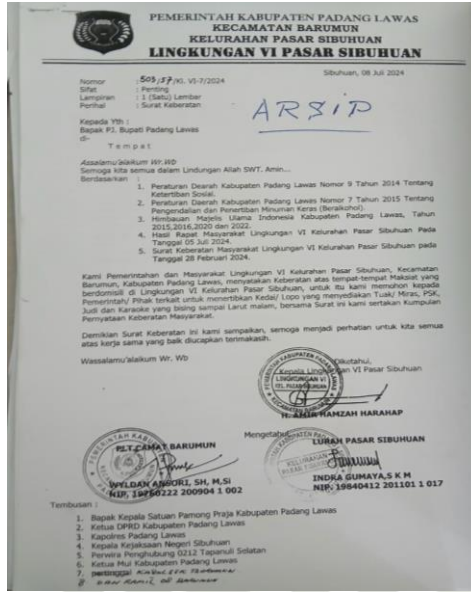 PEMERINTAH KABUPATEN PADANG LAWAS
KECAMATAN BARUMUN
KELURAHAN PASAR SIBUHUAN
LINGKUNGAN VI PASAR SIBUHUAN
Sibuhuan, 08 Juli 2024
Nomor : 503/57/Kl. VI-7/2024
Sifat : Penting
Lampiran : 1 (Satu) Lembar
Perihal : Surat Keberatan
ARSIP
Kepada Yth :
Bapak PJ. Bupati Padang Lawas
di-
Tempat
Assalamu'alaikum Wr.Wb
Semoga kita semua dalam Lindungan Allah SWT. Amin...
Berdasarkan :
1. Peraturan Dearah Kabupaten Padang Lawas Nomor 9 Tahun 2014 Tentang
Ketertiban Sosial.
2. Peraturan Daerah Kabupaten Padang Lawas Nomor 7 Tahun 2015 Tentang
Pengendalian dan Penertiban Minuman Keras (Beralkohol).
3. Himbauan Majelis Ulama Indonesia Kabupaten Padang Lawas, Tahun
2015,2016,2020 dan 2022.
4. Hasil Rapat Masyarakat Lingkungan VI Kelurahan Pasar Sibuhuan Pada
Tanggal 05 Juli 2024.
5. Surat Keberatan Masyarakat Lingkungan VI Kelurahan Pasar Sibuhuan pada
Tanggal 28 Februari 2024.
Kami Pemerintahan dan Masyarakat Lingkungan VI Kelurahan Pasar Sibuhuan, Kecamatan
Barumun, Kabupaten Padang Lawas, menyatakan Keberatan atas tempat-tempat Maksiat yang
berdomisili di Lingkungan VI Kelurahan Pasar Sibuhuan, untuk itu kami memohon kepada
Pemerintah/ Pihak terkait untuk menertibkan Kedai/ Lopo yang menyediakan Tuak/ Miras, PSK,
Judi dan Karaoke yang bising sampai Larut malam, bersama Surat ini kami sertakan Kumpulan
Pernyataan Keberatan Masyarakat.
Demikian Surat Keberatan ini kami sampaikan, semoga menjadi perhatian untuk kita semua
atas kerja sama yang baik diucapkan terimakasih.
Wassalamu'alaikum Wr. Wb
Diketahui,
Kepala Lingkungan VI Pasar Sibuhuan
LINGKUNGAN VI
KEL. PASAR SIBUHUAN
H. AMIR HAMZAH HARAHAP
Mengetahui
PLT CAMAT BARUMUN
LURAH PASAR SIBUHUAN
WILDAN ANSORI, SH, M,Si
NIP, 19760222 200904 1 002
INDRA GUMAYA,S K M
NIP: 19840412 201101 1 017
Tembusan :
1. Bapak Kepala Satuan Pamong Praja Kabupaten Padang Lawas
2. Ketua DPRD Kabupaten Padang Lawas
3. Kapolres Padang Lawas
4. Kepala Kejaksaan Negeri Sibuhuan
5. Perwira Penghubung 0212 Tapanuli Selatan
6. Ketua Mui Kabupaten Padang Lawas
7. pertinggal